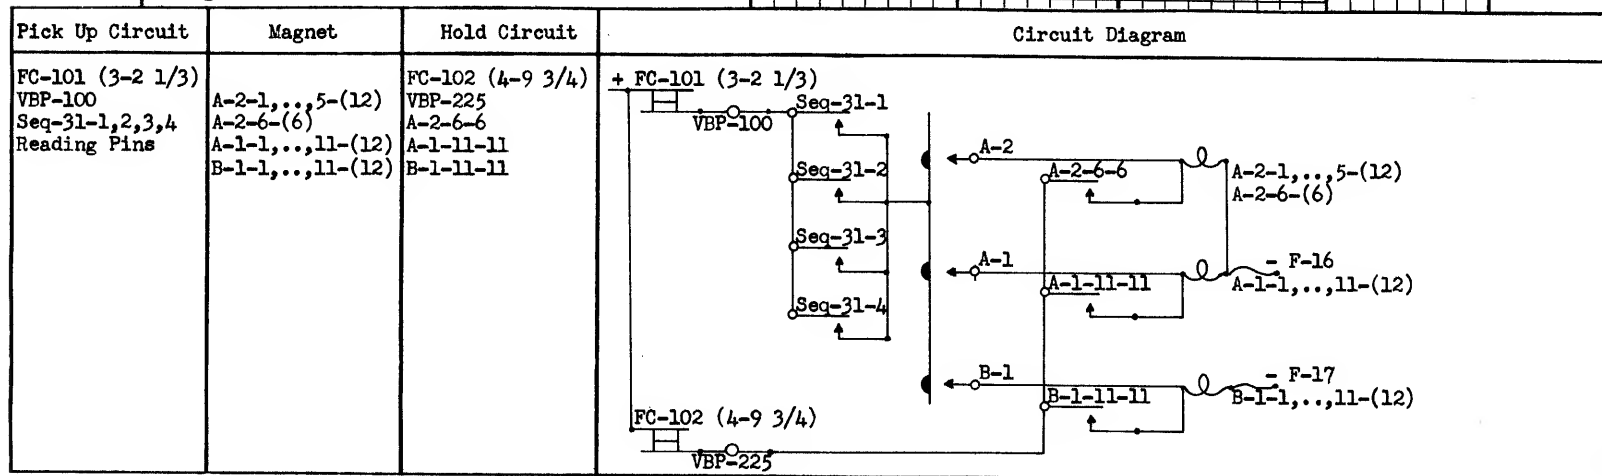 Pick Up Circuit
Magnet
Hold Circuit
Circuit Diagram
FC-101 (3-2 1/3)
VBP-100
Seq-31-1,2,3,4
Reading Pins
A-2-1,..,5-(12)
A-2-6-(6)
A-1-1,..,11-(12)
B-1-1,..,11-(12)
FC-102 (4-9 3/4)
VBP-225
A-2-6-6
A-1-11-11
B-1-11-11
+ FC-101 (3-2 1/3)
VBP-100
Seq-31-1
Seq-31-2
Seq-31-3
Seq-31-4
A-2
A-2-6-6
A-2-1,..,5-(12)
A-2-6-(6)
A-1
A-1-11-11
- F-16
A-1-1,..,11-(12)
B-1
B-1-11-11
- F-17
B-1-1,..,11-(12)
FC-102 (4-9 3/4)
VBP-225